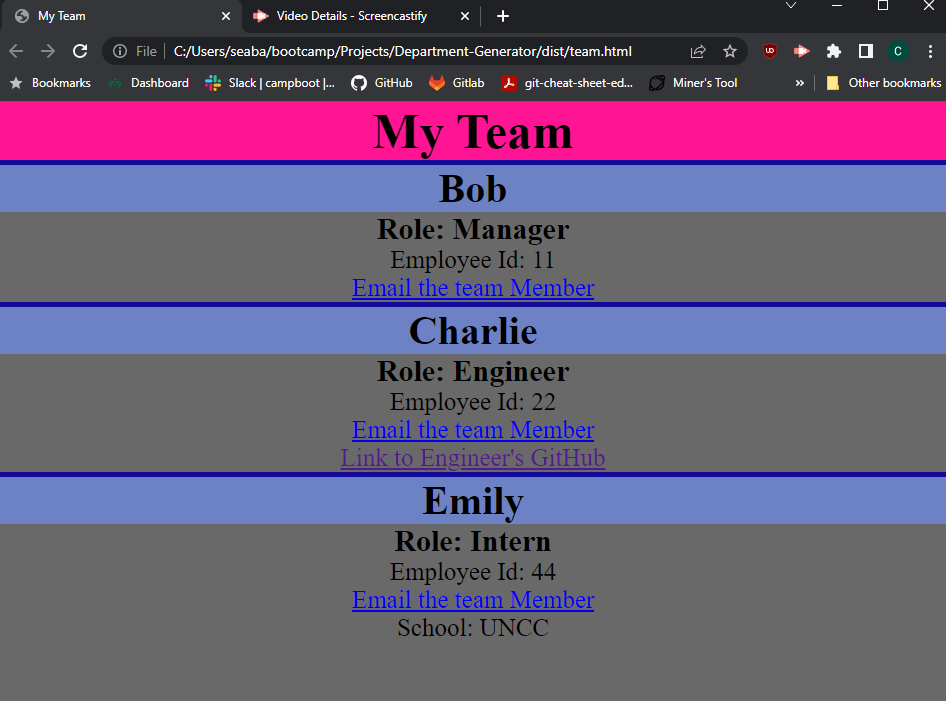 My Team
Video Details - Screencastify
File
C:/Users/seaba/bootcamp/Projects/Department-Generator/dist/team.html
UD
C
Bookmarks
Dashboard
Slack | campboot |...
GitHub
Gitlab
git-cheat-sheet-ed...
Miner's Tool
»
Other bookmarks
My Team
Bob
Role: Manager
Employee Id: 11
Email the team Member
Charlie
Role: Engineer
Employee Id: 22
Email the team Member
Link to Engineer's GitHub
Emily
Role: Intern
Employee Id: 44
Email the team Member
School: UNCC